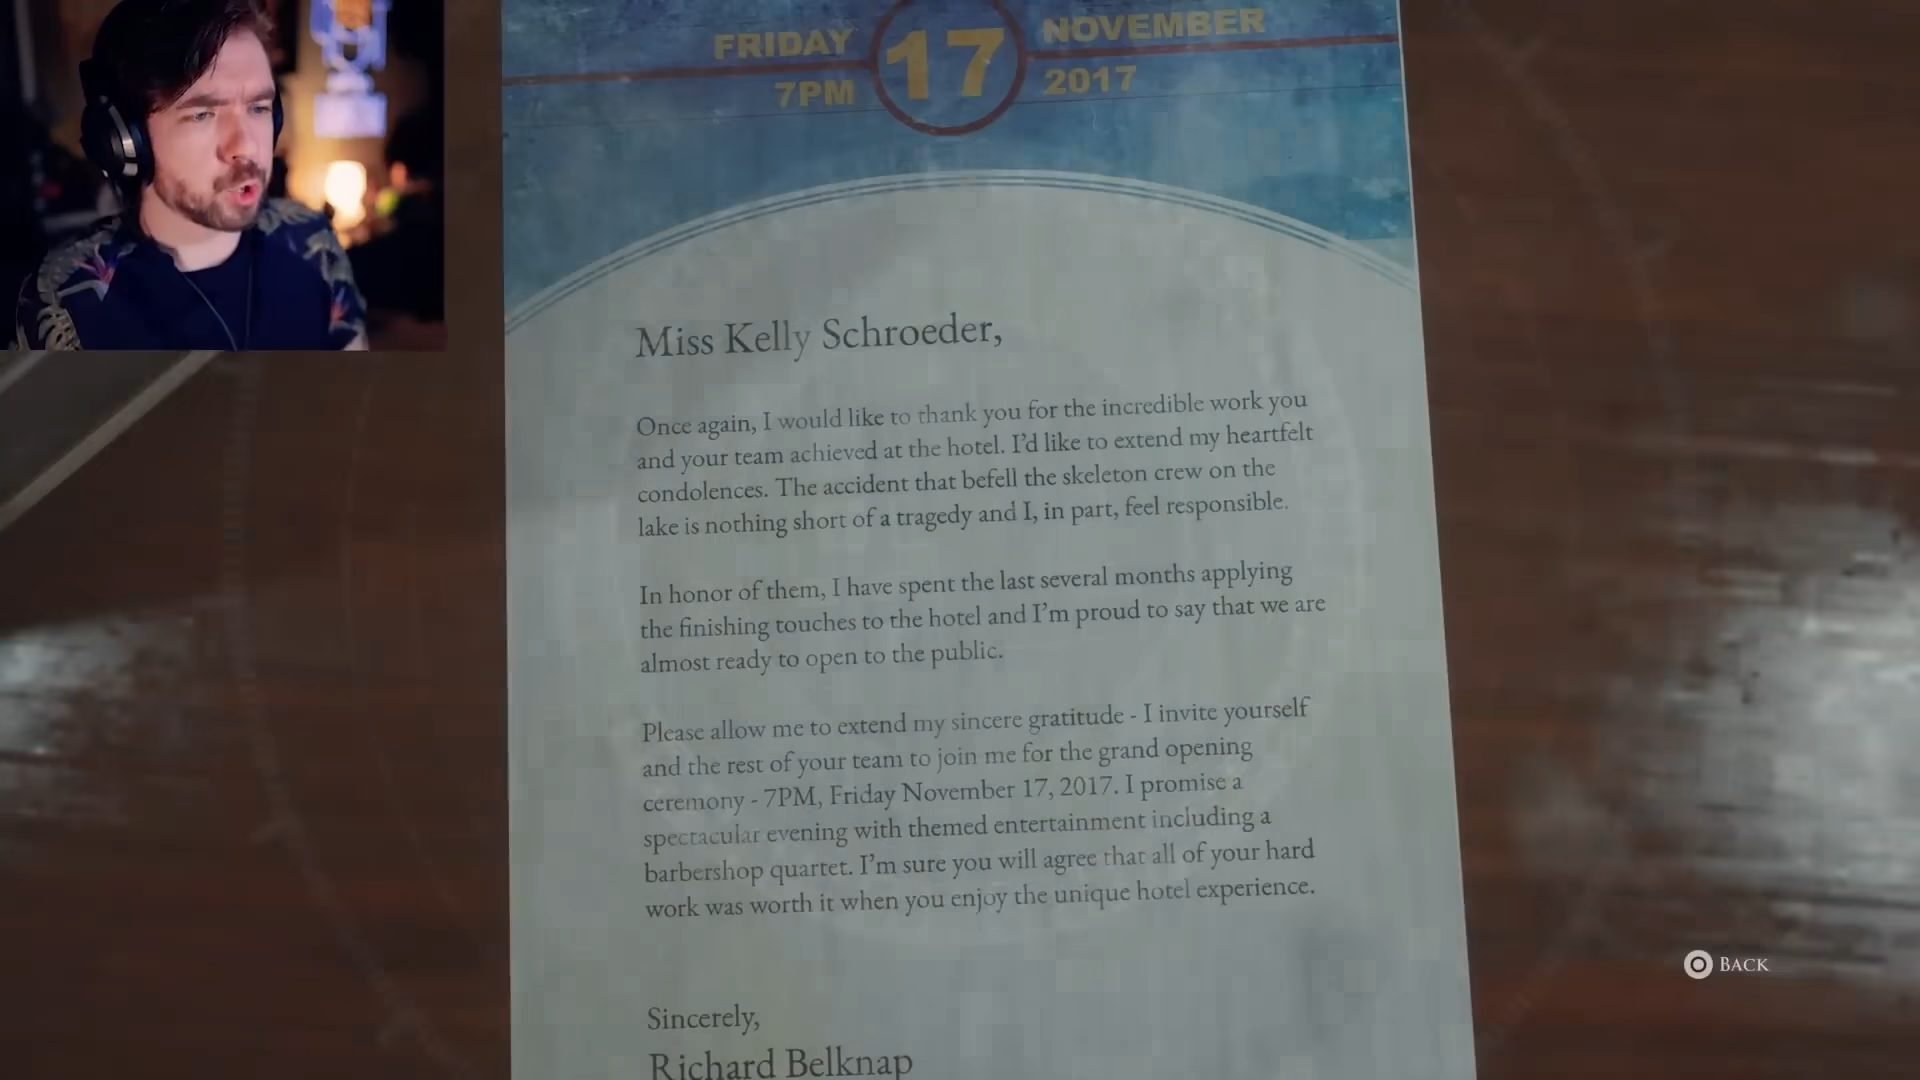 FRIDAY 17 NOVEMBER
7PM 2017
Miss Kelly Schroeder,
Once again, I would like to thank you for the incredible work you
and your team achieved at the hotel. I'd like to extend my heartfelt
condolences. The accident that befell the skeleton crew on the
lake is nothing short of a tragedy and I, in part, feel responsible.
In honor of them, I have spent the last several months applying
the finishing touches to the hotel and I'm proud to say that we are
almost ready to open to the public.
Please allow me to extend my sincere gratitude - I invite yourself
and the rest of your team to join me for the grand opening
ceremony - 7PM, Friday November 17, 2017. I promise a
spectacular evening with themed entertainment including a
barbershop quartet. I'm sure you will agree that all of your hard
work was worth it when you enjoy the unique hotel experience.
Sincerely,
Richard Belknap
BACK